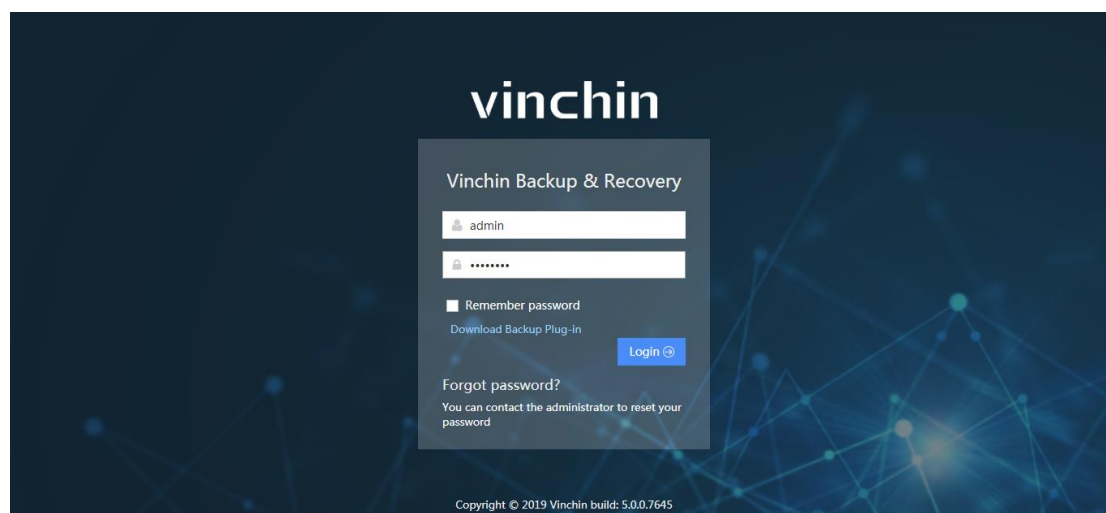 vinchin
Vinchin Backup & Recovery
admin
••••••••
Remember password
Download Backup Plug-in
Login
Forgot password?
You can contact the administrator to reset your
password
Copyright © 2019 Vinchin build: 5.0.0.7645